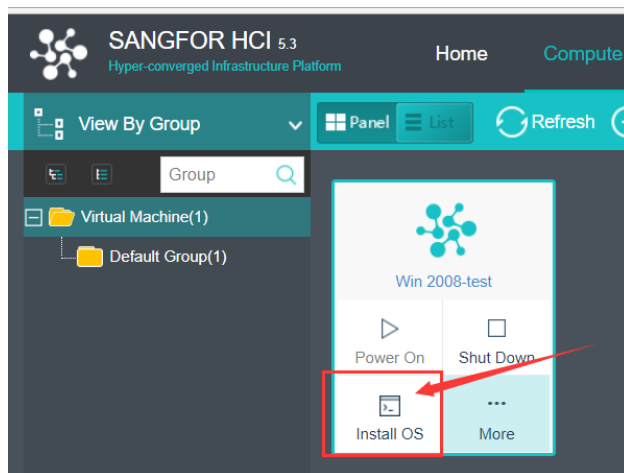 SANGFOR HCI 5.3
Hyper-converged Infrastructure Platform
Home
Compute
View By Group
Panel
List
Refresh
Group
Virtual Machine(1)
Default Group(1)
Win 2008-test
Power On
Shut Down
Install OS
More